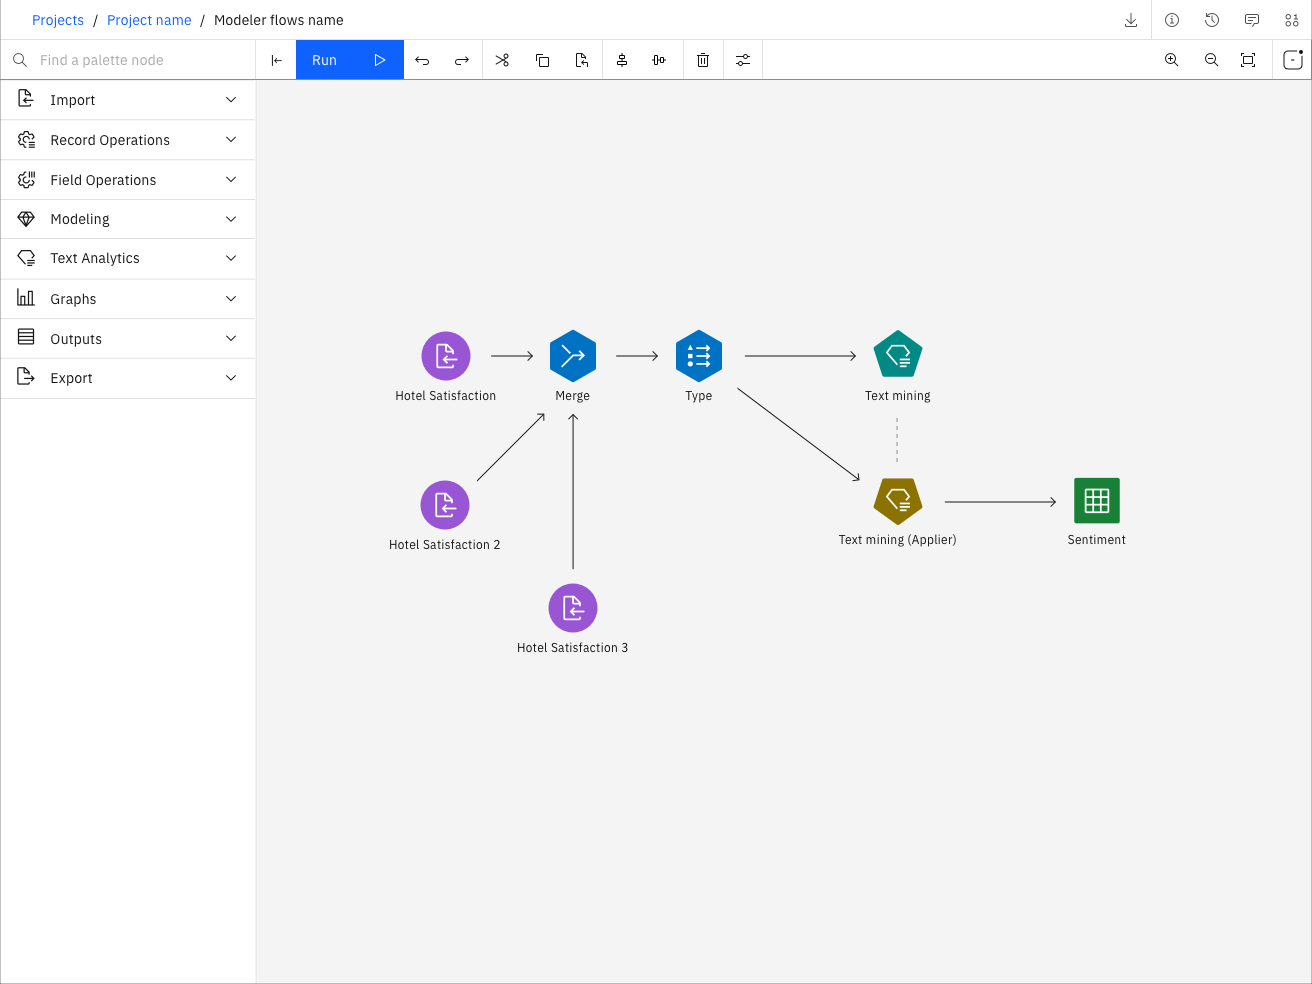 Projects / Project name / Modeler flows name
Find a palette node
Run
Import
Record Operations
Field Operations
Modeling
Text Analytics
Graphs
Outputs
Export
Hotel Satisfaction
Merge
Type
Text mining
Hotel Satisfaction 2
Text mining (Applier)
Sentiment
Hotel Satisfaction 3